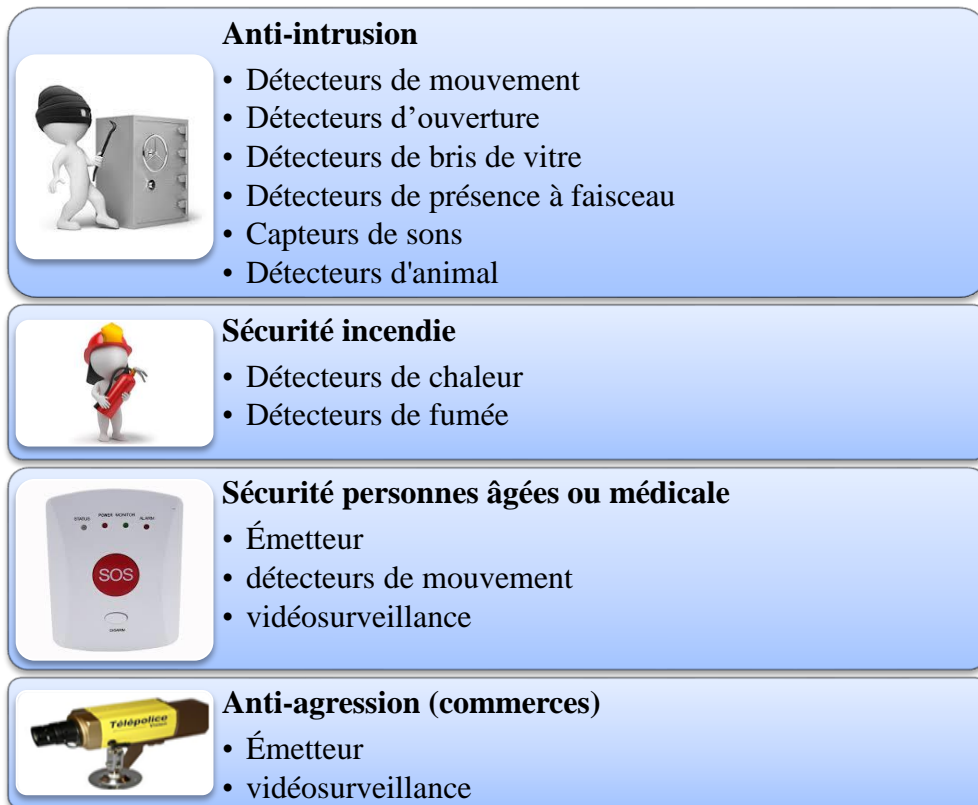 Anti-intrusion
• Détecteurs de mouvement
• Détecteurs d’ouverture
• Détecteurs de bris de vitre
• Détecteurs de présence à faisceau
• Capteurs de sons
• Détecteurs d'animal
Sécurité incendie
• Détecteurs de chaleur
• Détecteurs de fumée
Sécurité personnes âgées ou médicale
• Émetteur
• détecteurs de mouvement
• vidéosurveillance
STATUS POWER MONITOR ALARM
SOS
Anti-agression (commerces)
• Émetteur
• vidéosurveillance
Télépolice
Vision